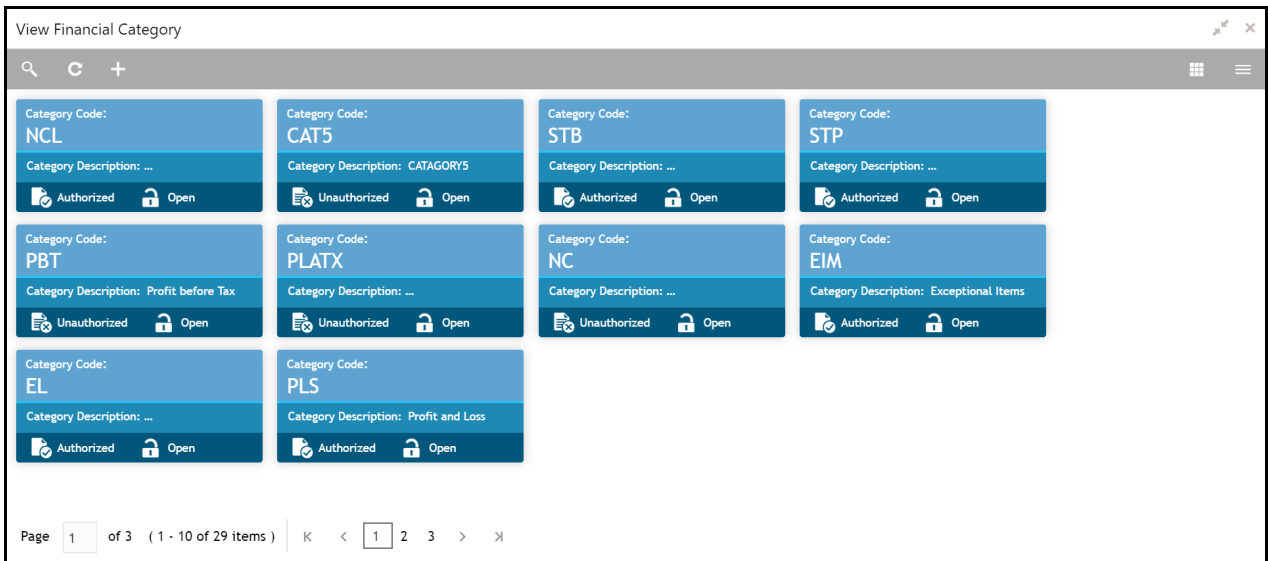 View Financial Category
Category Code:
NCL
Category Description: ...
Authorized Open
Category Code:
CAT5
Category Description: CATAGORY5
Unauthorized Open
Category Code:
STB
Category Description: ...
Authorized Open
Category Code:
STP
Category Description: ...
Authorized Open
Category Code:
PBT
Category Description: Profit before Tax
Unauthorized Open
Category Code:
PLATX
Category Description: ...
Unauthorized Open
Category Code:
NC
Category Description: ...
Unauthorized Open
Category Code:
EIM
Category Description: Exceptional Items
Authorized Open
Category Code:
EL
Category Description: ...
Authorized Open
Category Code:
PLS
Category Description: Profit and Loss
Authorized Open
Page 1 of 3 ( 1 - 10 of 29 items ) 1 2 3